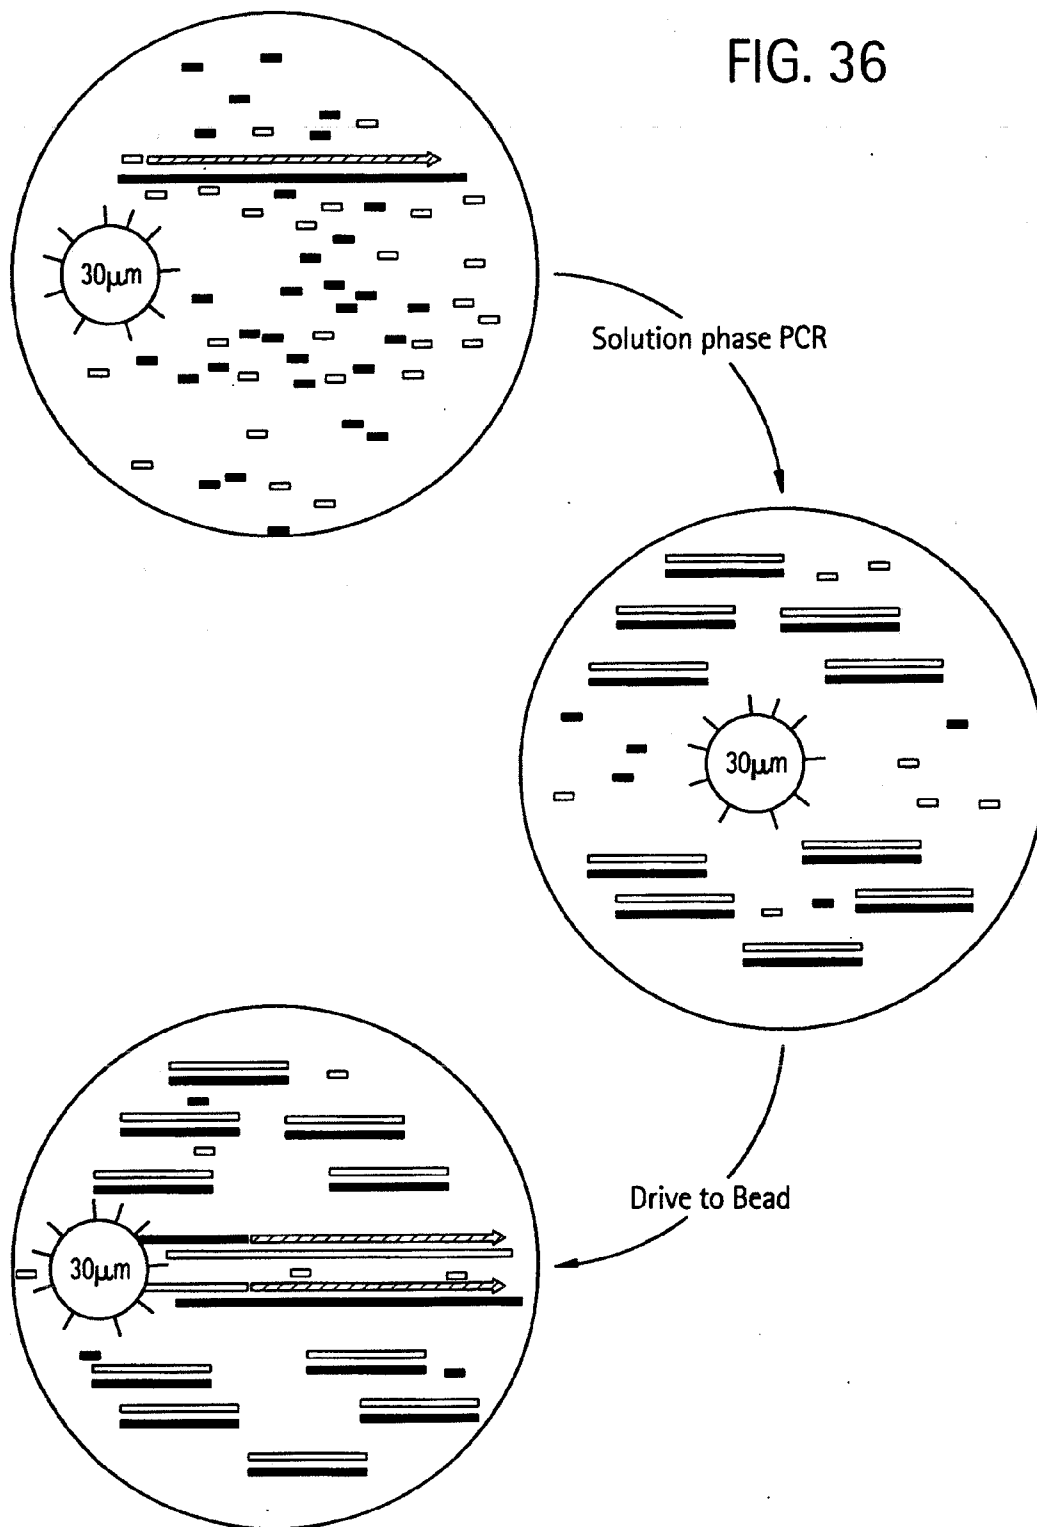 FIG. 36
30μm
Solution phase PCR
30μm
Drive to Bead
30μm